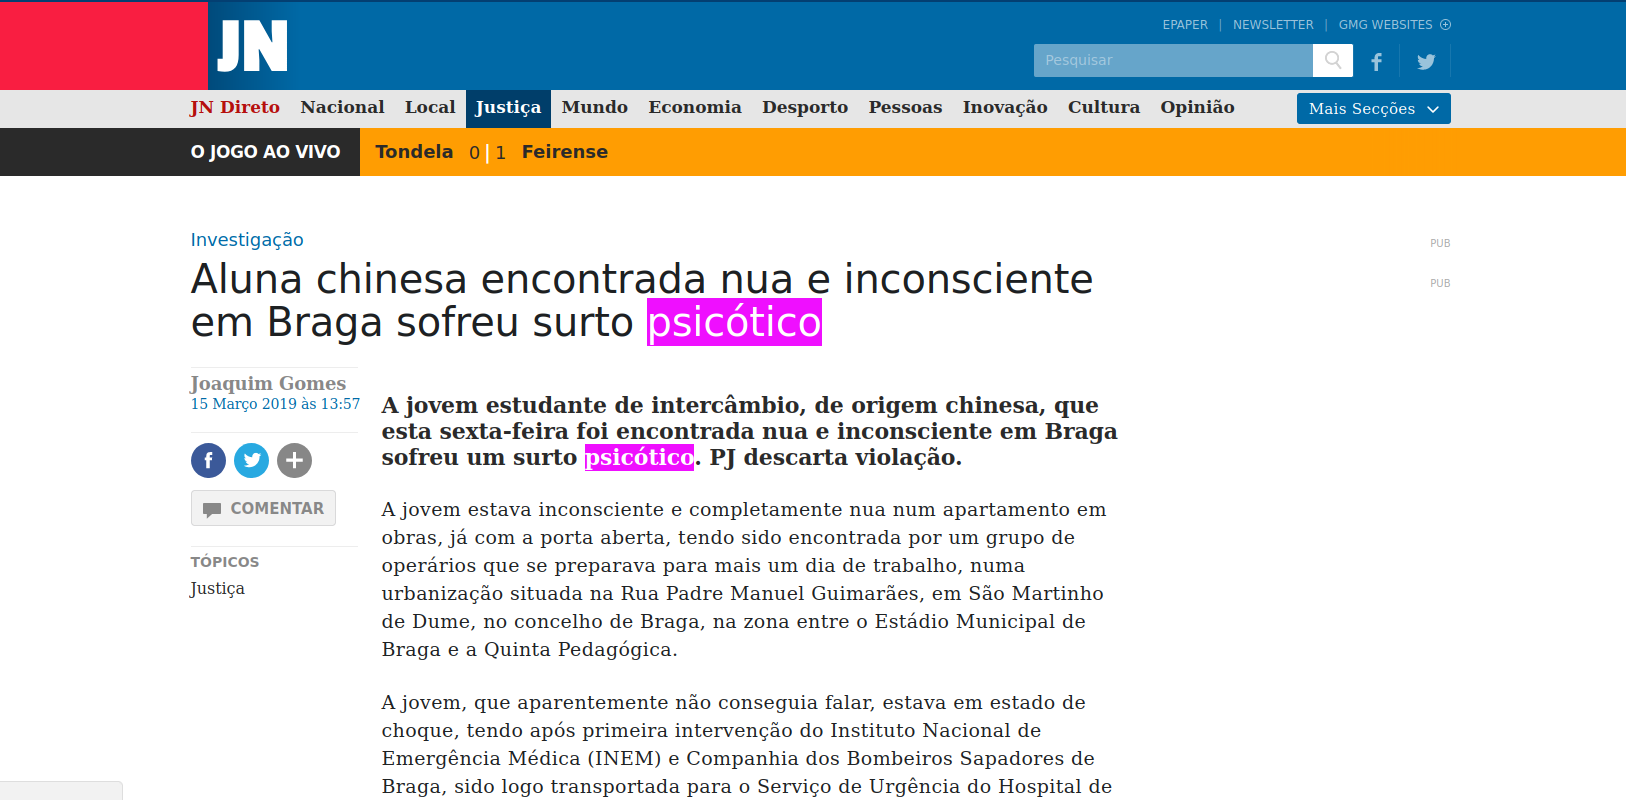 JN
EPAPER | NEWSLETTER | GMG WEBSITES
Pesquisar
JN Direto Nacional Local Justiça Mundo Economia Desporto Pessoas Inovação Cultura Opinião Mais Secções
O JOGO AO VIVO Tondela 0 | 1 Feirense
Investigação
PUB
Aluna chinesa encontrada nua e inconsciente
PUB
em Braga sofreu surto psicótico
Joaquim Gomes
15 Março 2019 às 13:57
COMENTAR
TÓPICOS
Justiça
A jovem estudante de intercâmbio, de origem chinesa, que
esta sexta-feira foi encontrada nua e inconsciente em Braga
sofreu um surto psicótico. PJ descarta violação.
A jovem estava inconsciente e completamente nua num apartamento em
obras, já com a porta aberta, tendo sido encontrada por um grupo de
operários que se preparava para mais um dia de trabalho, numa
urbanização situada na Rua Padre Manuel Guimarães, em São Martinho
de Dume, no concelho de Braga, na zona entre o Estádio Municipal de
Braga e a Quinta Pedagógica.
A jovem, que aparentemente não conseguia falar, estava em estado de
choque, tendo após primeira intervenção do Instituto Nacional de
Emergência Médica (INEM) e Companhia dos Bombeiros Sapadores de
Braga, sido logo transportada para o Serviço de Urgência do Hospital de